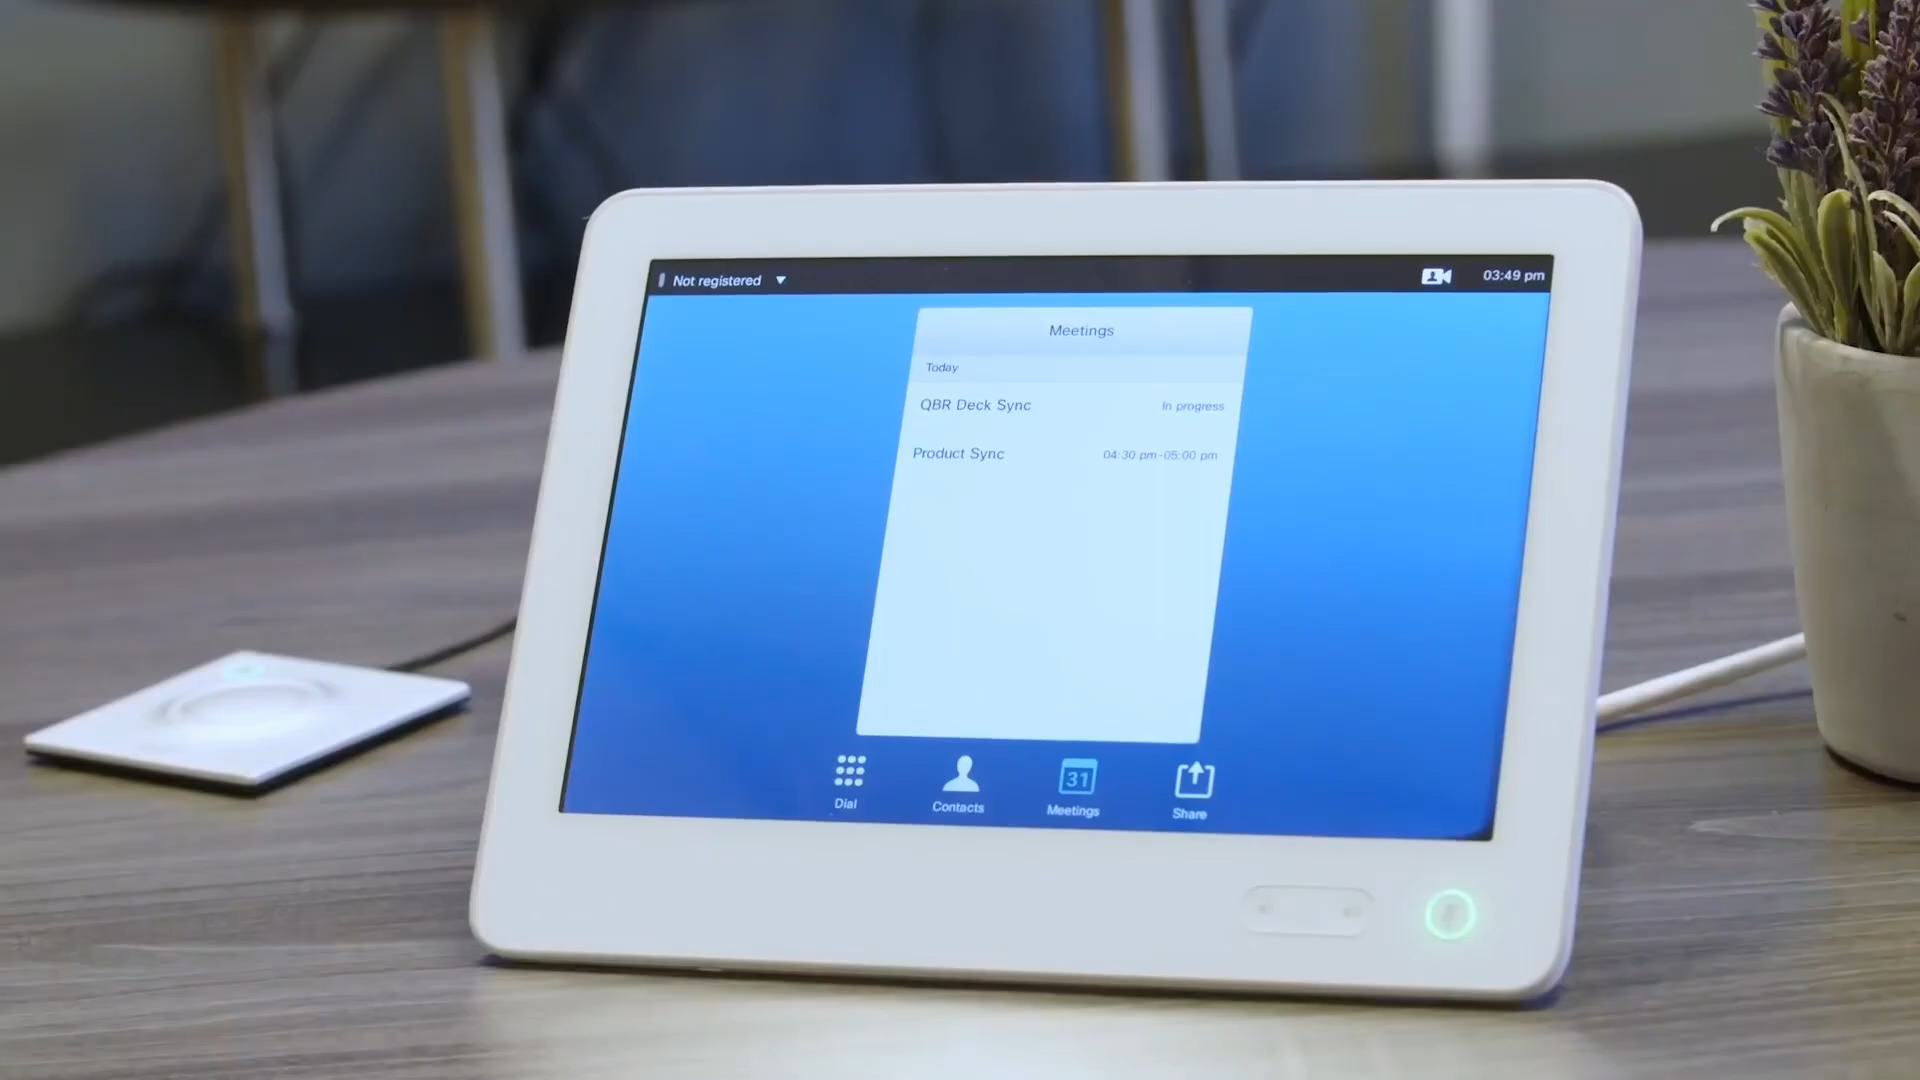 Not registered
03:49 pm
Meetings
Today
QBR Deck Sync In progress
Product Sync 04:30 pm-05:00 pm
31
Dial Contacts Meetings Share